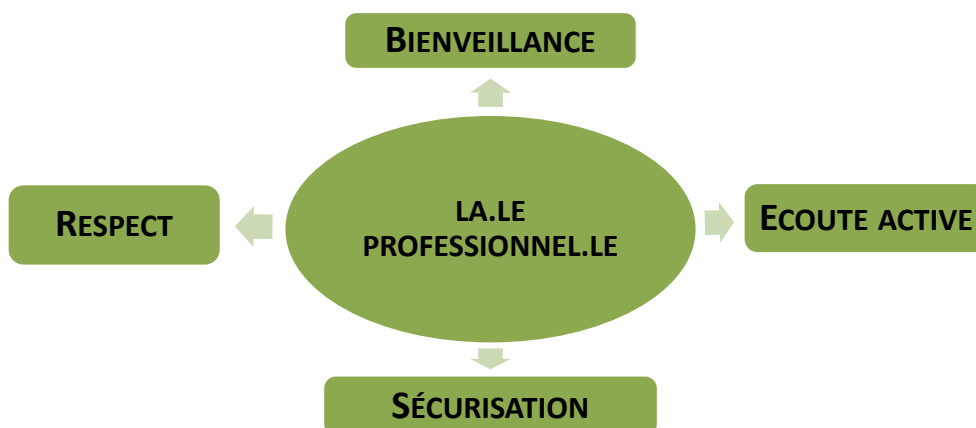 BIENVEILLANCE
RESPECT
LA.LE
PROFESSIONNEL.LE
ECOUTE ACTIVE
SÉCURISATION